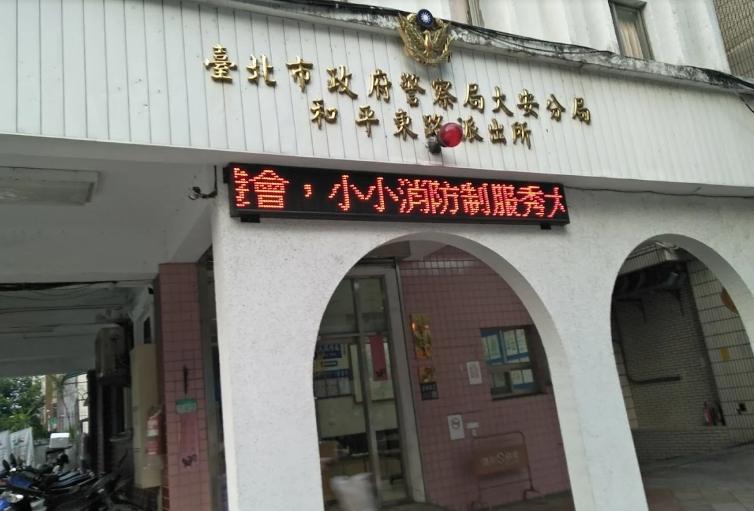 臺北市政府警察局大安分局
和平東路派出所
會，小小消防制服秀大